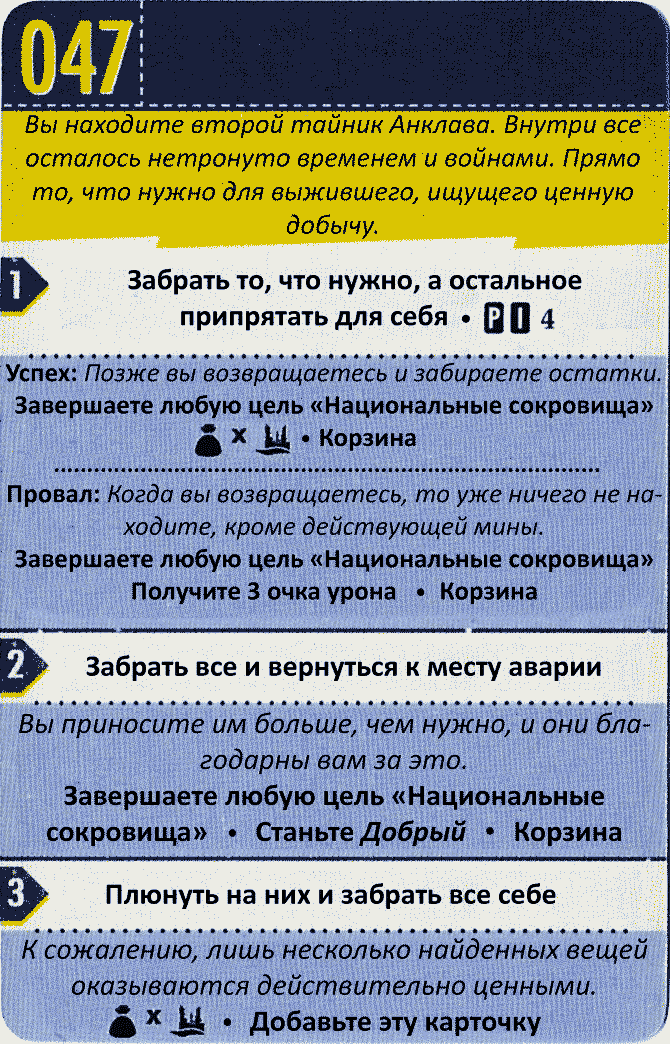 047
Вы находите второй тайник Анклава. Внутри все
осталось нетронуто временем и войнами. Прямо
то, что нужно для выжившего, ищущего ценную
добычу.
1
Забрать то, что нужно, а остальное
припрятать для себя • P I 4
Успех: Позже вы возвращаетесь и забираете остатки.
Завершаете любую цель «Национальные сокровища»
x • Корзина
Провал: Когда вы возвращаетесь, то уже ничего не на-
ходите, кроме действующей мины.
Завершаете любую цель «Национальные сокровища»
Получите 3 очка урона • Корзина
2
Забрать все и вернуться к месту аварии
Вы приносите им больше, чем нужно, и они бла-
годарны вам за это.
Завершаете любую цель «Национальные
сокровища» • Станьте Добрый • Корзина
3
Плюнуть на них и забрать все себе
К сожалению, лишь несколько найденных вещей
оказываются действительно ценными.
x • Добавьте эту карточку